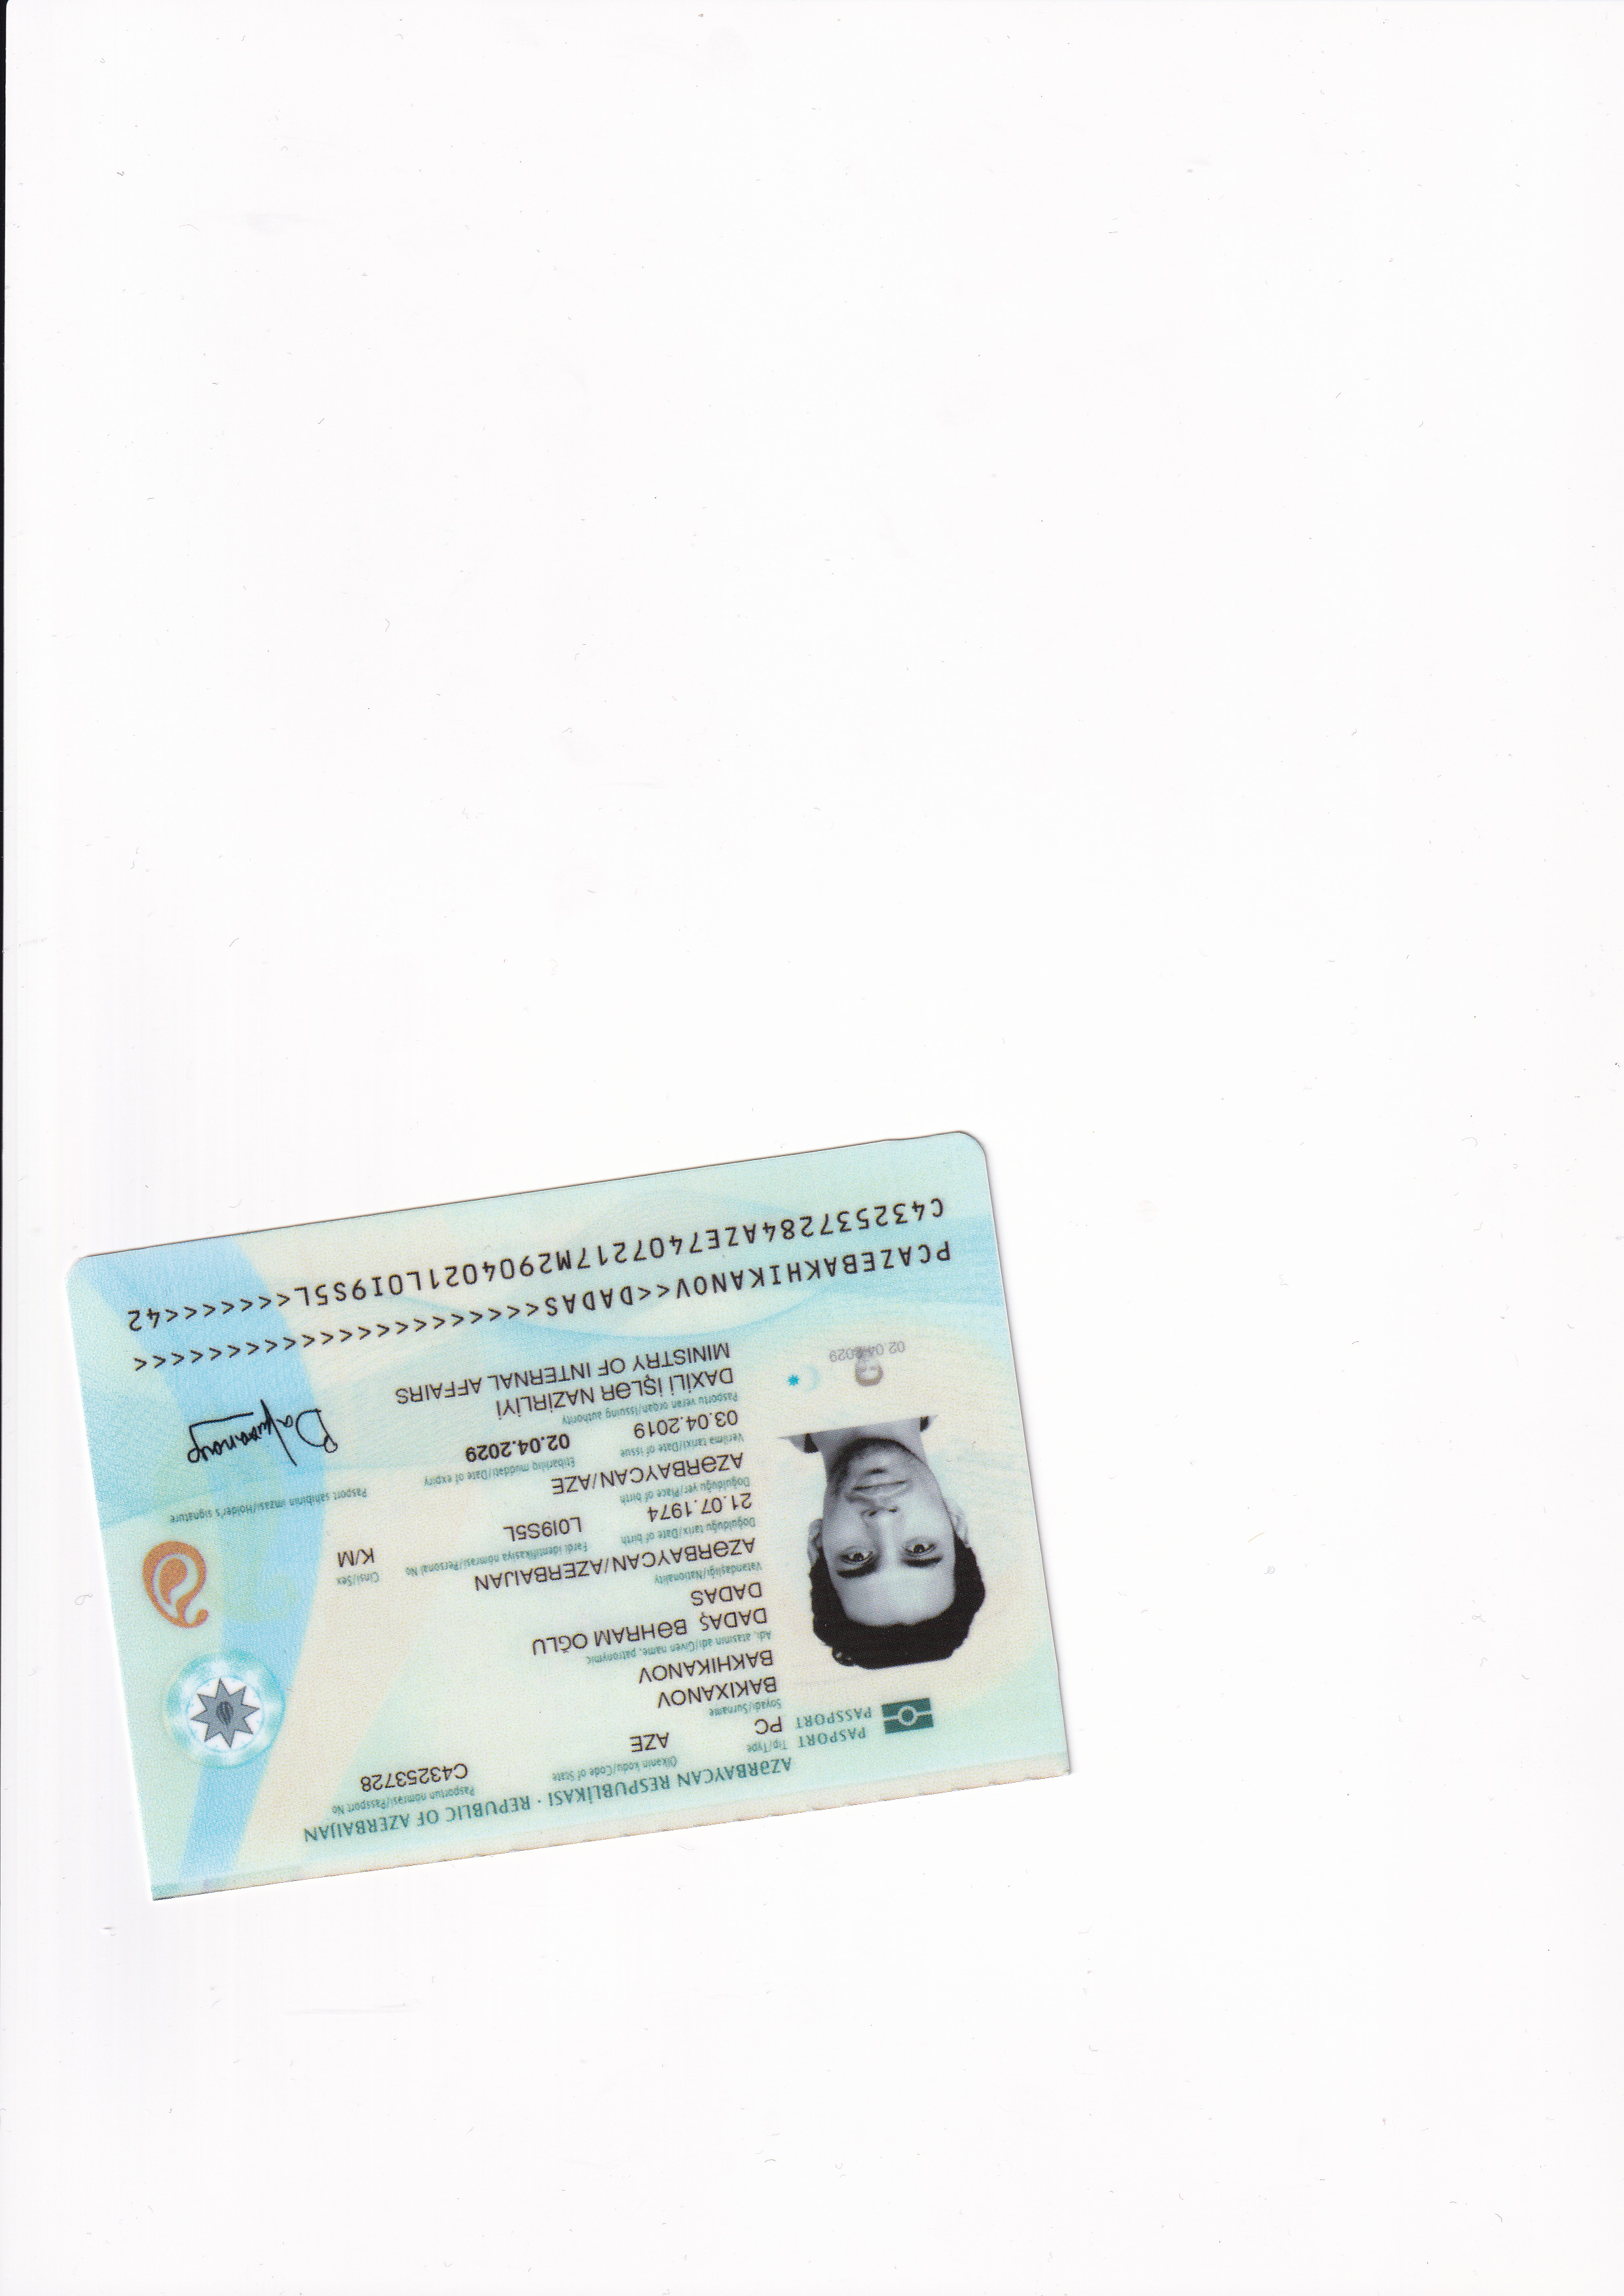 AZƏRBAYCAN RESPUBLİKASI · REPUBLIC OF AZERBAIJAN
PASPORT
PASSPORT
Tip/Type
Ölkənin kodu/Code of State
Pasportun nömrəsi/Passport No
PC
AZE
C43253728
Soyadı/Surname
BAKIXANOV
BAKHIKANOV
Adı, atasının adı/Given name, patronymic
DADAŞ BƏHRAM OĞLU
DADAS
Vətəndaşlığı/Nationality
AZƏRBAYCAN/AZERBAIJAN
Doğulduğu tarix/Date of birth
Fərdi identifikasiya nömrəsi/Personal No
Cinsi/Sex
21.07.1974
L0I9S5L
K/M
Doğulduğu yer/Place of birth
AZƏRBAYCAN/AZE
Pasport sahibinin imzası/Holder's signature
Verilmə tarixi/Date of issue
Etibarlılıq müddəti/Date of expiry
03.04.2019
02.04.2029
Pasportu verən orqan/Issuing authority
DAXİLİ İŞLƏR NAZİRLİYİ
MINISTRY OF INTERNAL AFFAIRS
02.04.2029
PCAZEBAKHIKANOV<<DADAS<<<<<<<<<<<<<<<<<<<<<<
C432537284AZE7407217M2904021L0I9S5L<<<<<<<42